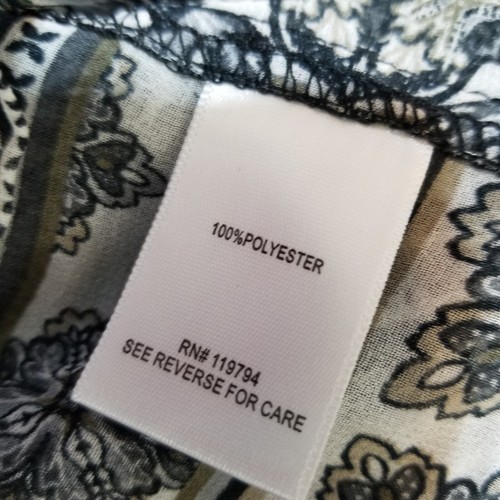 100%POLYESTER
RN# 119794
SEE REVERSE FOR CARE